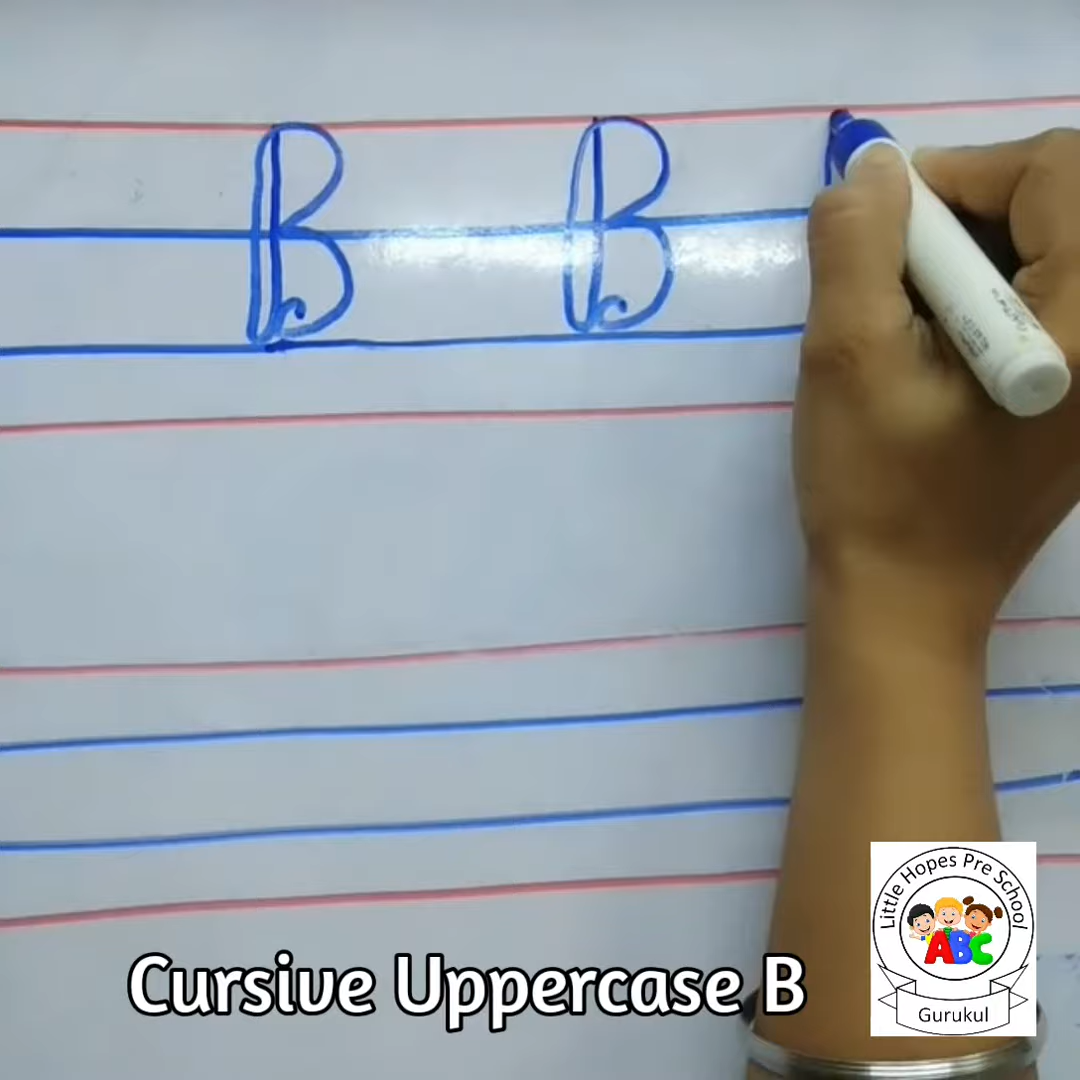 B B
Cursive Uppercase B
Little Hopes Pre School
ABC
Gurukul